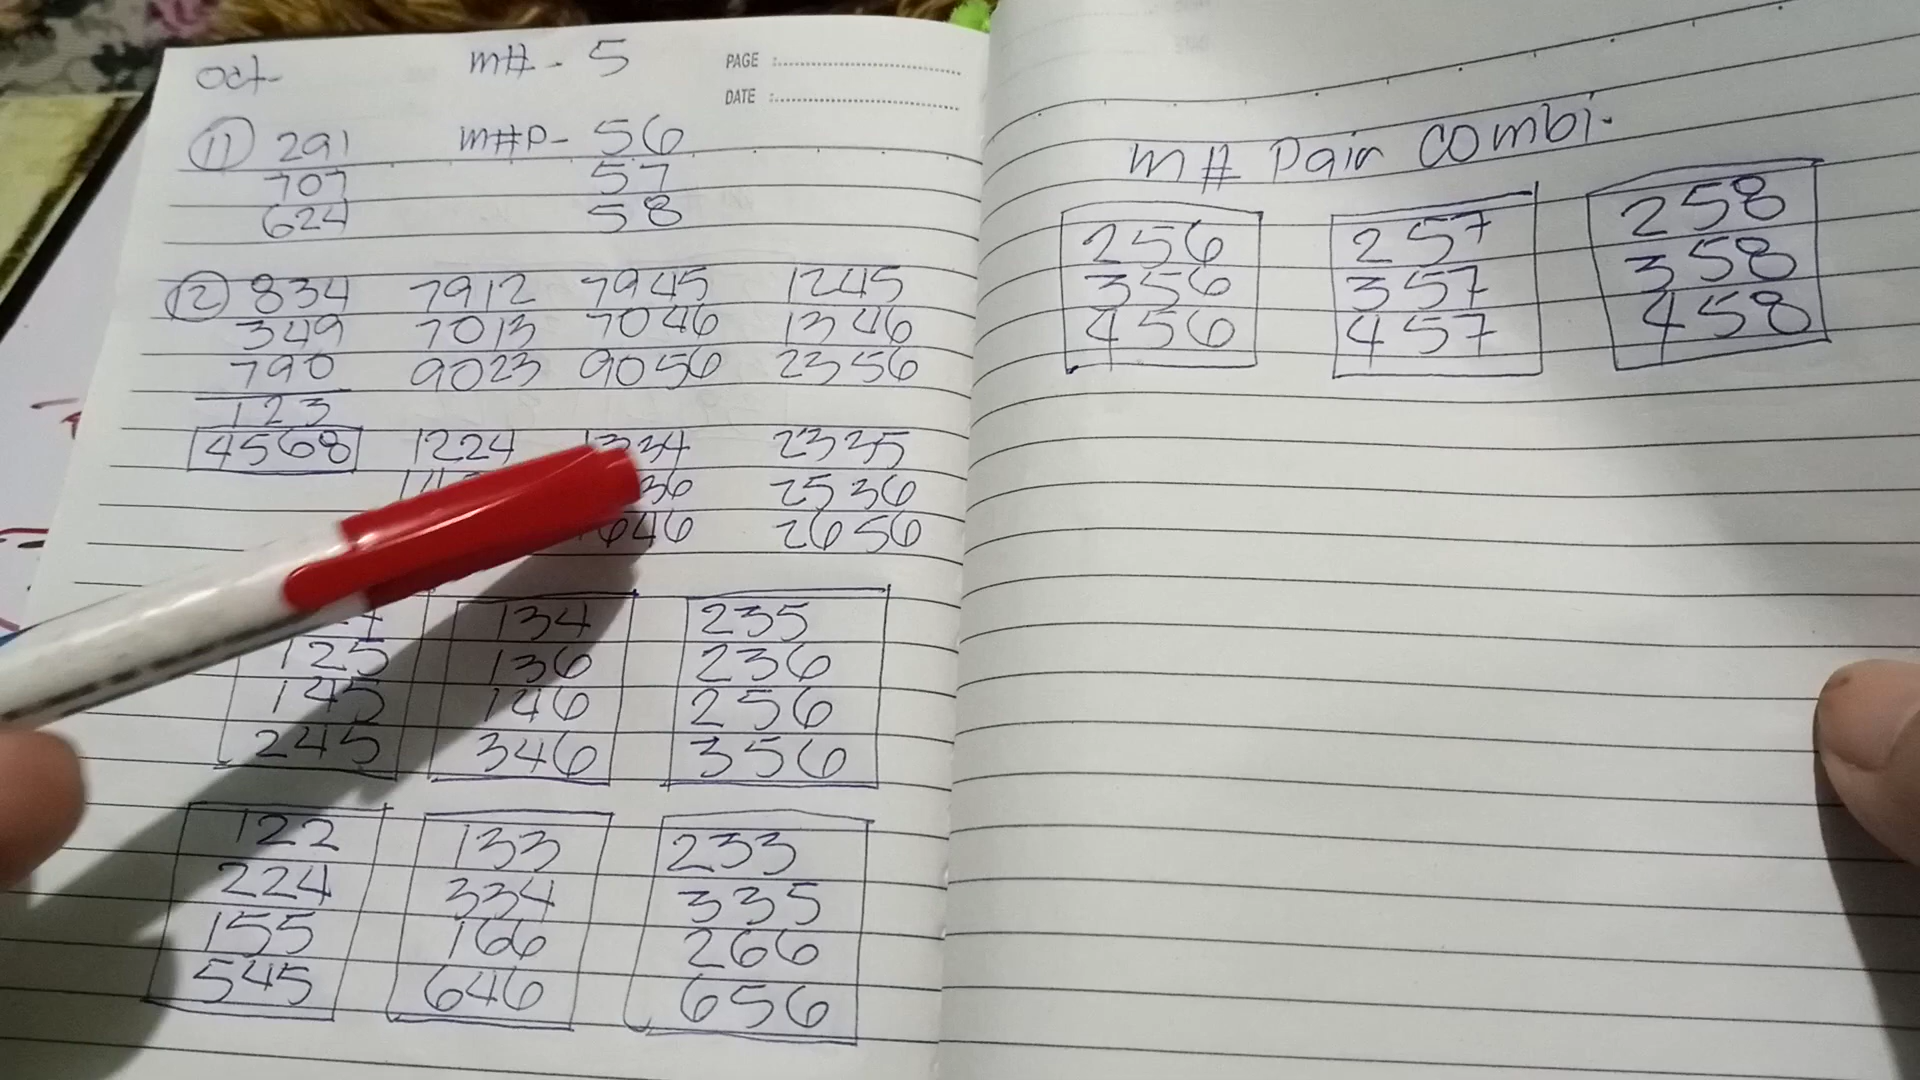 oct- m# - 5 PAGE :
DATE :
11 291 m#p- 56
707 57
624 58
12 834 7912 7945 1245
349 7013 7046 1346
790 9023 9056 2356
123
4568 1224 1334 2335
36 2536
646 2656
134 235
125 136 236
145 146 256
245 346 356
122 133 233
224 334 335
155 166 266
545 646 656
m# Pair combi.
256 257 258
356 357 358
456 457 458